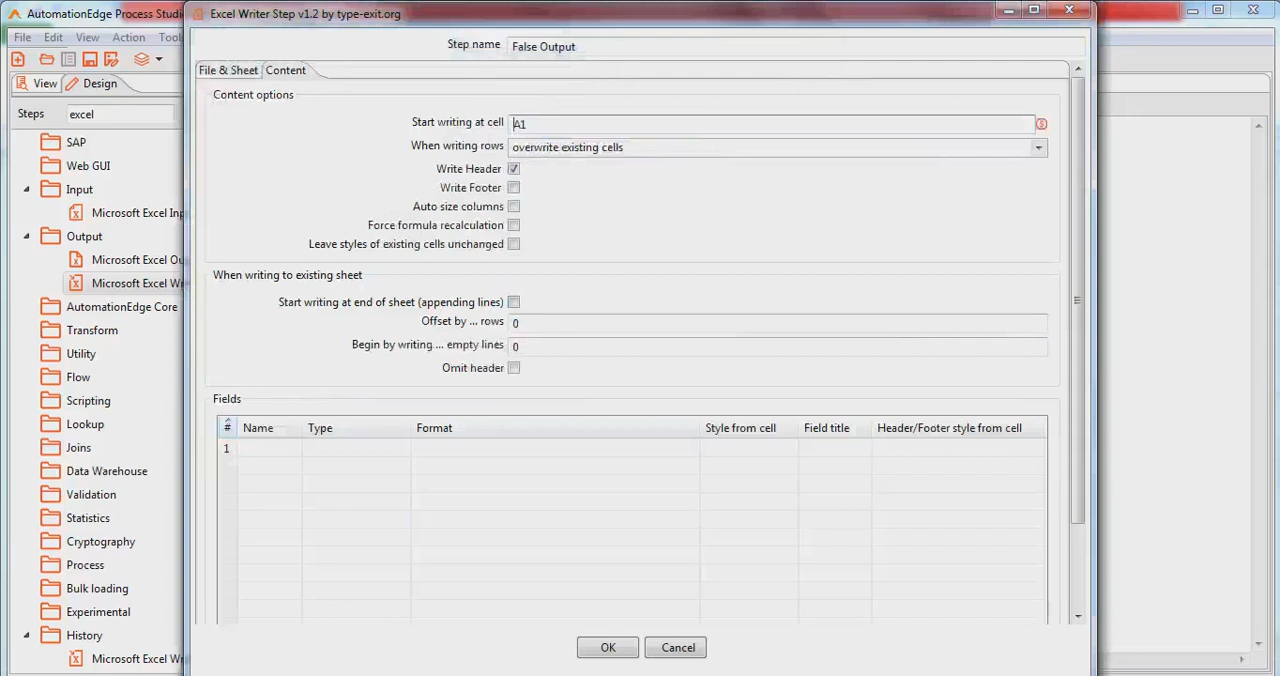 AutomationEdge Process Studi
Excel Writer Step v1.2 by type-exit.org
File Edit View Action Tool
View Design
Steps excel
SAP
Web GUI
Input
Microsoft Excel Inp
Output
Microsoft Excel Ou
Microsoft Excel Wr
AutomationEdge Core
Transform
Utility
Flow
Scripting
Lookup
Joins
Data Warehouse
Validation
Statistics
Cryptography
Process
Bulk loading
Experimental
History
Microsoft Excel Wr
Step name False Output
File & Sheet Content
Content options
Start writing at cell A1
When writing rows overwrite existing cells
Write Header
Write Footer
Auto size columns
Force formula recalculation
Leave styles of existing cells unchanged
When writing to existing sheet
Start writing at end of sheet (appending lines)
Offset by ... rows 0
Begin by writing ... empty lines 0
Omit header
Fields
# Name Type Format Style from cell Field title Header/Footer style from cell
1
OK Cancel